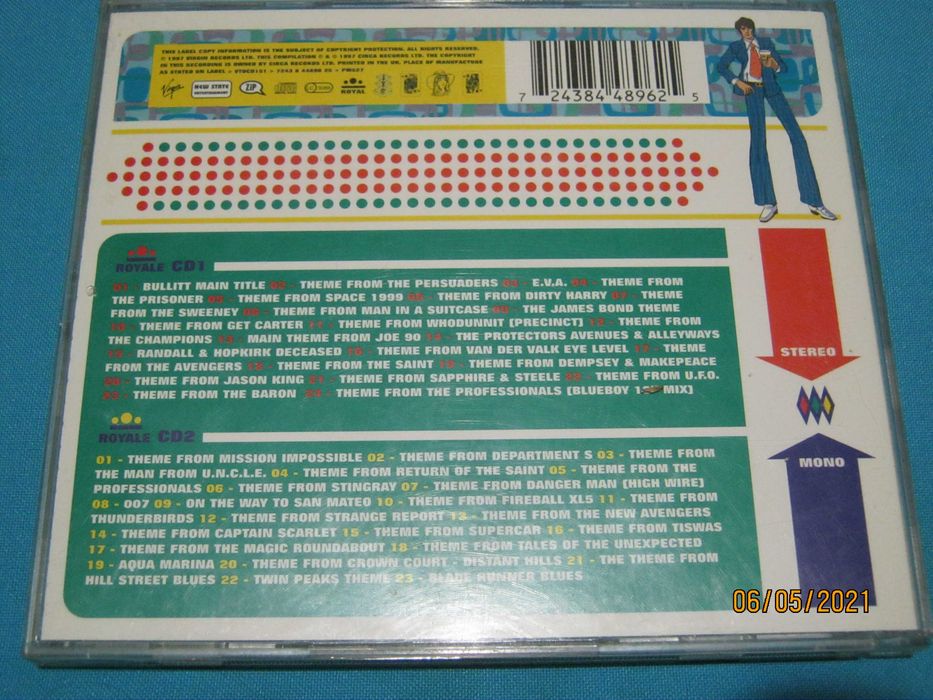 THIS LABEL COPY INFORMATION IS THE SUBJECT OF COPYRIGHT PROTECTION. ALL RIGHTS RESERVED.
© 1997 VIRGIN RECORDS LTD. THIS COMPILATION ℗ & © 1997 CIRCA RECORDS LTD. THE COPYRIGHT
IN THIS RECORDING IS OWNED BY CIRCA RECORDS LTD. PRINTED IN THE UK. PLACE OF MANUFACTURE
AS STATED ON LABEL • VTDCD151 • 7243 8 44896 25 • PM527
Virgin NEW STATE ENTERTAINMENT ZIP ROYAL
7 24384 48962 5
ROYALE CD1
01 - BULLITT MAIN TITLE 02 - THEME FROM THE PERSUADERS 03 - E.V.A. 04 - THEME FROM
THE PRISONER 05 - THEME FROM SPACE 1999 06 - THEME FROM DIRTY HARRY 07 - THEME
FROM THE SWEENEY 08 - THEME FROM MAN IN A SUITCASE 09 - THE JAMES BOND THEME
10 - THEME FROM GET CARTER 11 - THEME FROM WHODUNNIT [PRECINCT] 12 - THEME FROM
THE CHAMPIONS 13 - MAIN THEME FROM JOE 90 14 - THE PROTECTORS AVENUES & ALLEYWAYS
15 - RANDALL & HOPKIRK DECEASED 16 - THEME FROM VAN DER VALK EYE LEVEL 17 - THEME
FROM THE AVENGERS 18 - THEME FROM THE SAINT 19 - THEME FROM DEMPSEY & MAKEPEACE
20 - THEME FROM JASON KING 21 - THEME FROM SAPPHIRE & STEELE 22 - THEME FROM U.F.O.
23 - THEME FROM THE BARON 24 - THEME FROM THE PROFESSIONALS [BLUEBOY MIX]
STEREO
ROYALE CD2
01 - THEME FROM MISSION IMPOSSIBLE 02 - THEME FROM DEPARTMENT S 03 - THEME FROM
THE MAN FROM U.N.C.L.E. 04 - THEME FROM RETURN OF THE SAINT 05 - THEME FROM THE
PROFESSIONALS 06 - THEME FROM STINGRAY 07 - THEME FROM DANGER MAN [HIGH WIRE]
08 - 007 09 - ON THE WAY TO SAN MATEO 10 - THEME FROM FIREBALL XL5 11 - THEME FROM
THUNDERBIRDS 12 - THEME FROM STRANGE REPORT 13 - THEME FROM THE NEW AVENGERS
14 - THEME FROM CAPTAIN SCARLET 15 - THEME FROM SUPERCAR 16 - THEME FROM TISWAS
17 - THEME FROM THE MAGIC ROUNDABOUT 18 - THEME FROM TALES OF THE UNEXPECTED
19 - AQUA MARINA 20 - THEME FROM CROWN COURT - DISTANT HILLS 21 - THE THEME FROM
HILL STREET BLUES 22 - TWIN PEAKS THEME 23 - BLADE RUNNER BLUES
MONO
06/05/2021